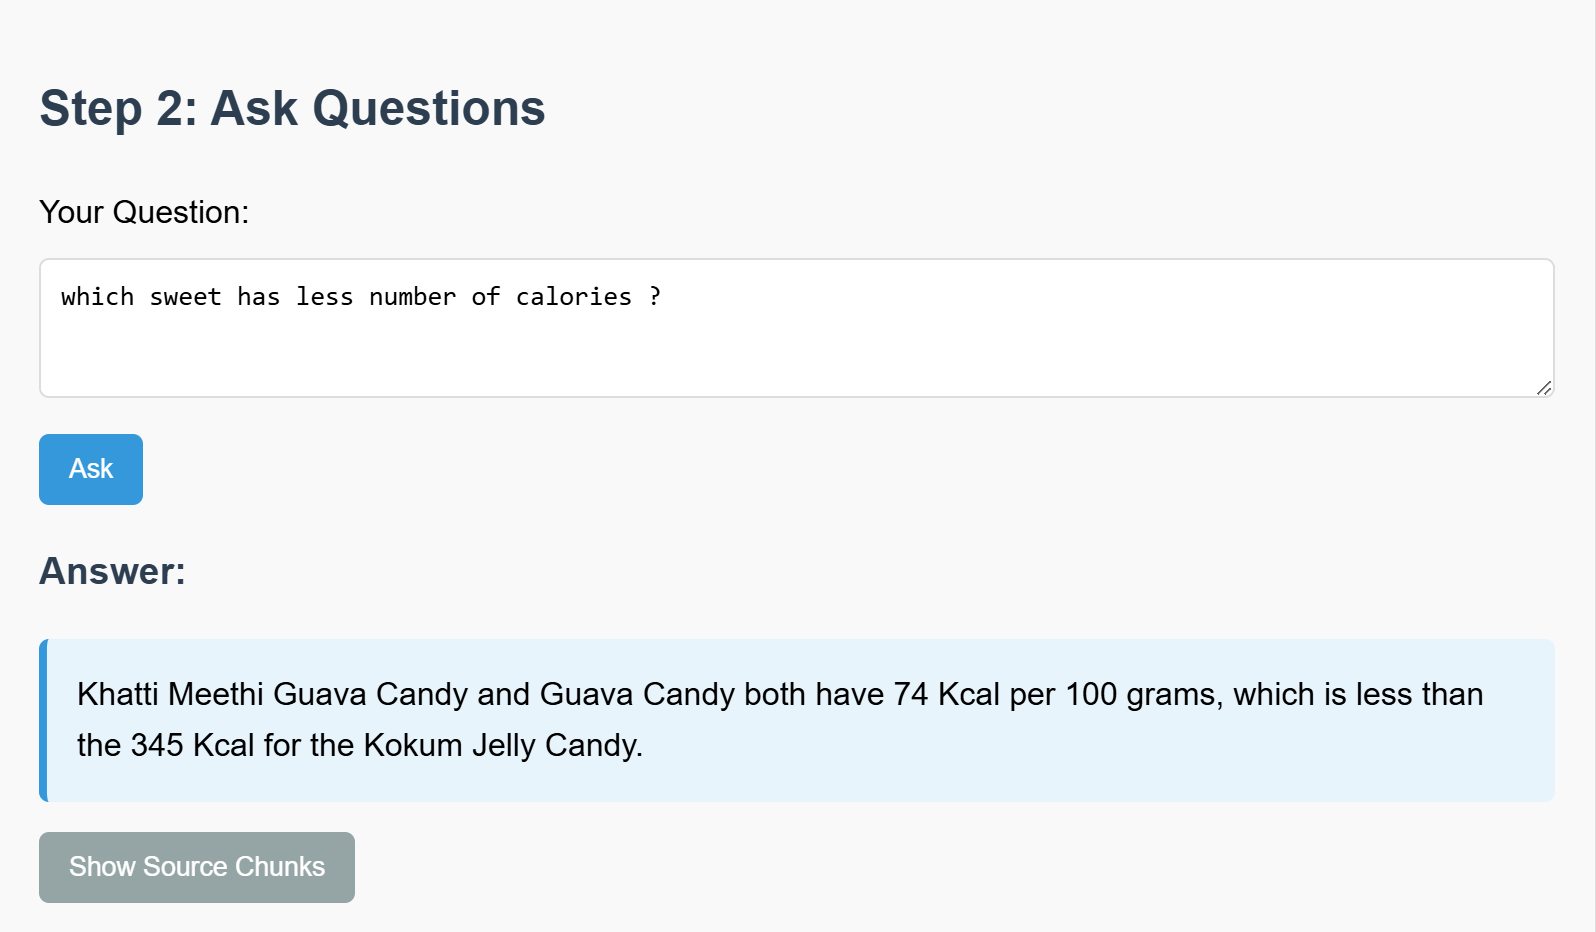 Step 2: Ask Questions
Your Question:
which sweet has less number of calories ?
Ask
Answer:
Khatti Meethi Guava Candy and Guava Candy both have 74 Kcal per 100 grams, which is less than
the 345 Kcal for the Kokum Jelly Candy.
Show Source Chunks